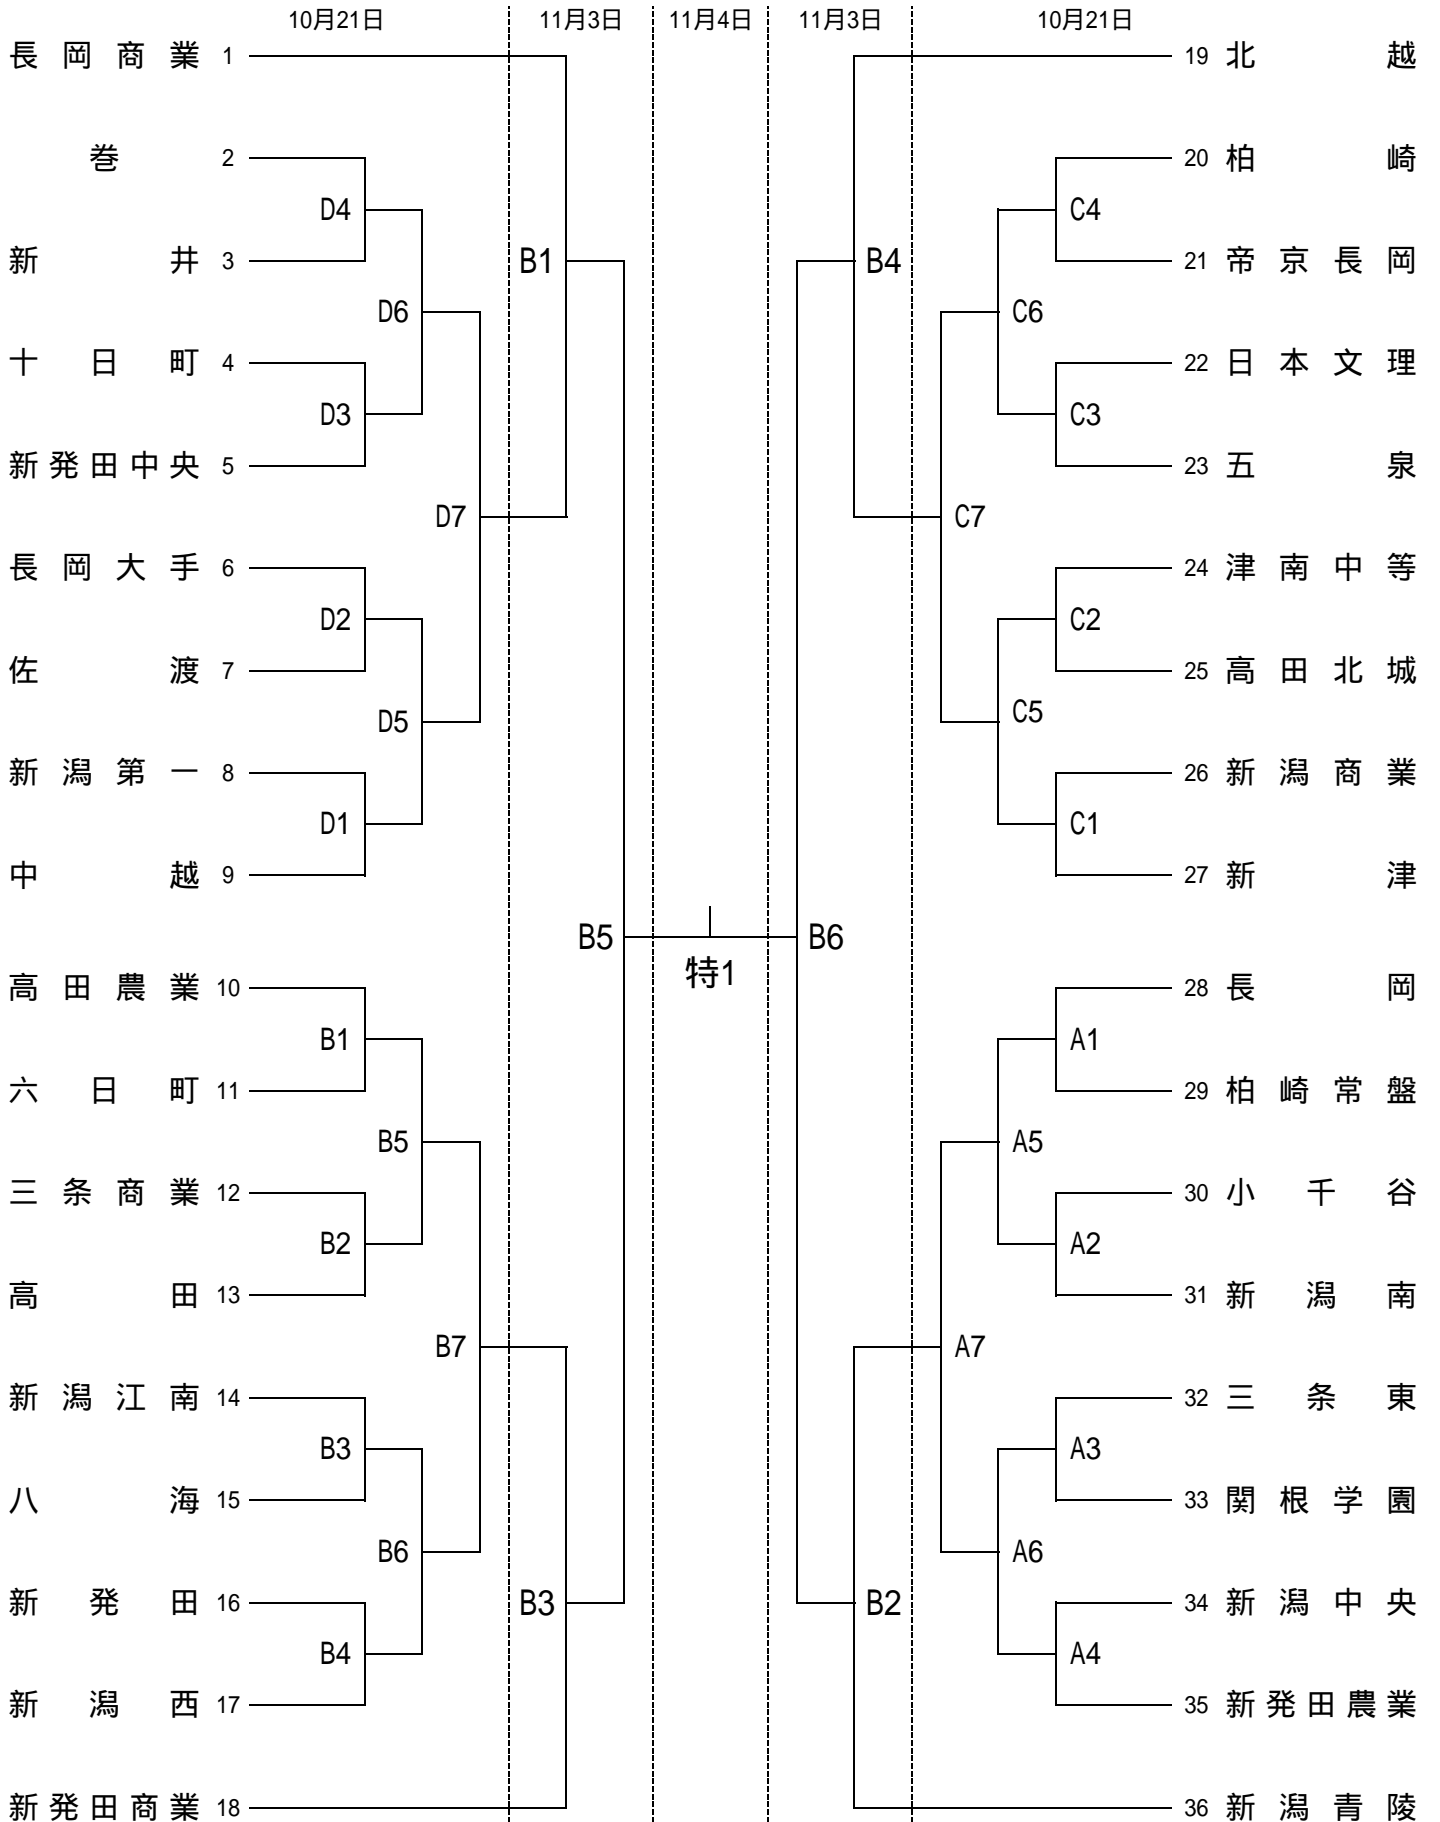 10月21日 11月3日 11月4日 11月3日 10月21日
長岡商業 1 19 北越
巻 2 20 柏崎
D4 C4
新井 3 B1 B4 21 帝京長岡
D6 C6
十日町 4 22 日本文理
D3 C3
新発田中央 5 23 五泉
D7 C7
長岡大手 6 24 津南中等
D2 C2
佐渡 7 25 高田北城
D5 C5
新潟第一 8 26 新潟商業
D1 C1
中越 9 27 新津
B5 B6
特1
高田農業 10 28 長岡
B1 A1
六日町 11 29 柏崎常盤
B5 A5
三条商業 12 30 小千谷
B2 A2
高田 13 31 新潟南
B7 A7
新潟江南 14 32 三条東
B3 A3
八海 15 33 関根学園
B6 A6
新発田 16 B3 B2 34 新潟中央
B4 A4
新潟西 17 35 新発田農業
新発田商業 18 36 新潟青陵